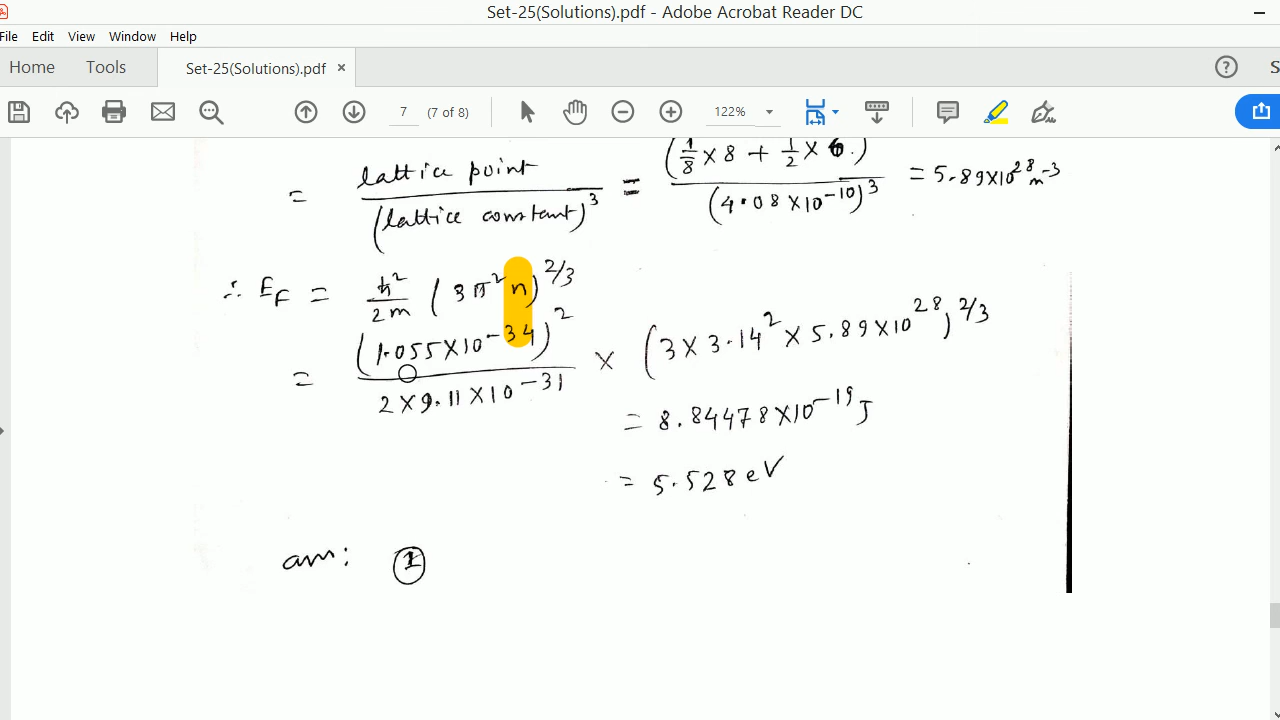 Set-25(Solutions).pdf - Adobe Acrobat Reader DC
File Edit View Window Help
Home Tools Set-25(Solutions).pdf × ? S
7 (7 of 8) 122%
= lattice point / (lattice constant)³ = (1/8 × 8 + 1/2 × 6.) / (4.08 × 10⁻¹⁰)³ = 5.89×10²⁸ m⁻³
∴ E_F = ħ²/2m (3π²n)^2/3
= (1.055×10⁻³⁴)² / 2×9.11×10⁻³¹ × (3×3.14²×5.89×10²⁸)^2/3
= 8.84478×10⁻¹⁹ J
= 5.528 eV
ans: ①